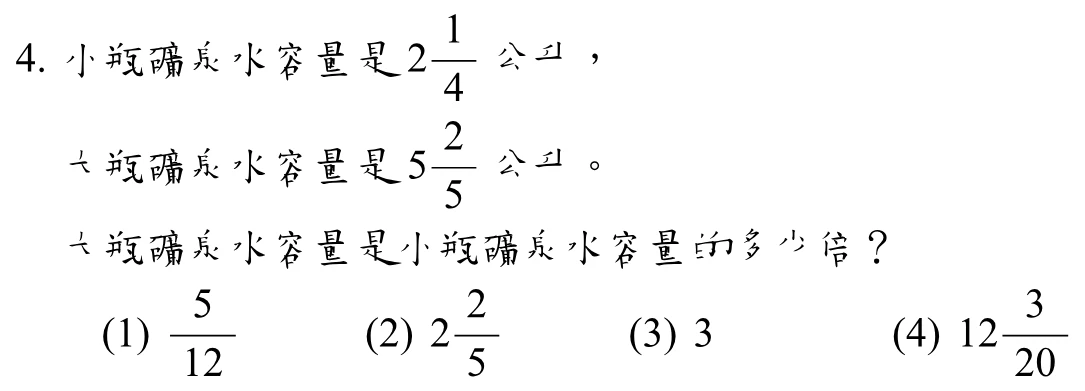 4. 小瓶礦泉水容量是 2 1/4 公升，
大瓶礦泉水容量是 5 2/5 公升。
大瓶礦泉水容量是小瓶礦泉水容量的多少倍？
(1) 5/12 (2) 2 2/5 (3) 3 (4) 12 3/20